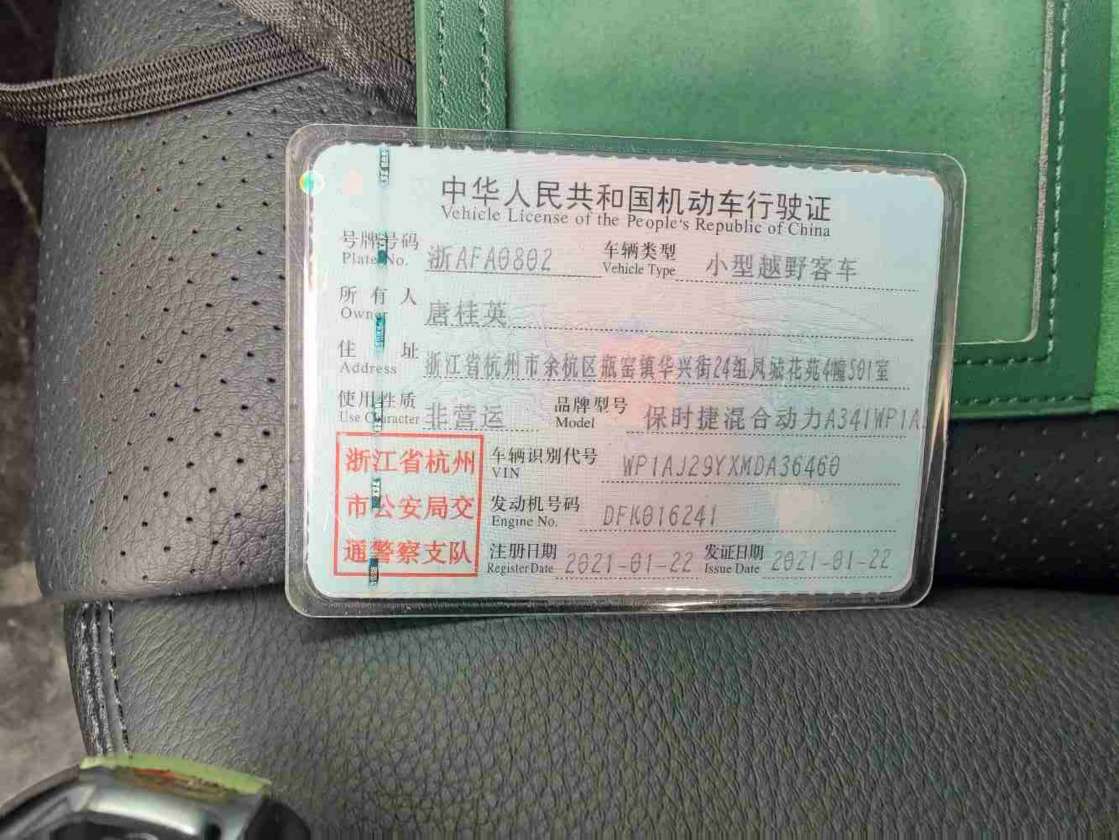 中华人民共和国机动车行驶证
Vehicle License of the People's Republic of China
号牌号码 浙AFA0802 车辆类型 小型越野客车
Plate No. Vehicle Type
所有人 唐桂英
Owner
住址 浙江省杭州市余杭区瓶窑镇华兴街24组凤城花苑4幢501室
Address
使用性质 非营运 品牌型号 保时捷混合动力A341WP1A
Use Character Model
浙江省杭州 车辆识别代号 WP1AJ29YXMDA36460
VIN
市公安局交 发动机号码 DFK016241
Engine No.
通警察支队 注册日期 2021-01-22 发证日期 2021-01-22
Register Date Issue Date